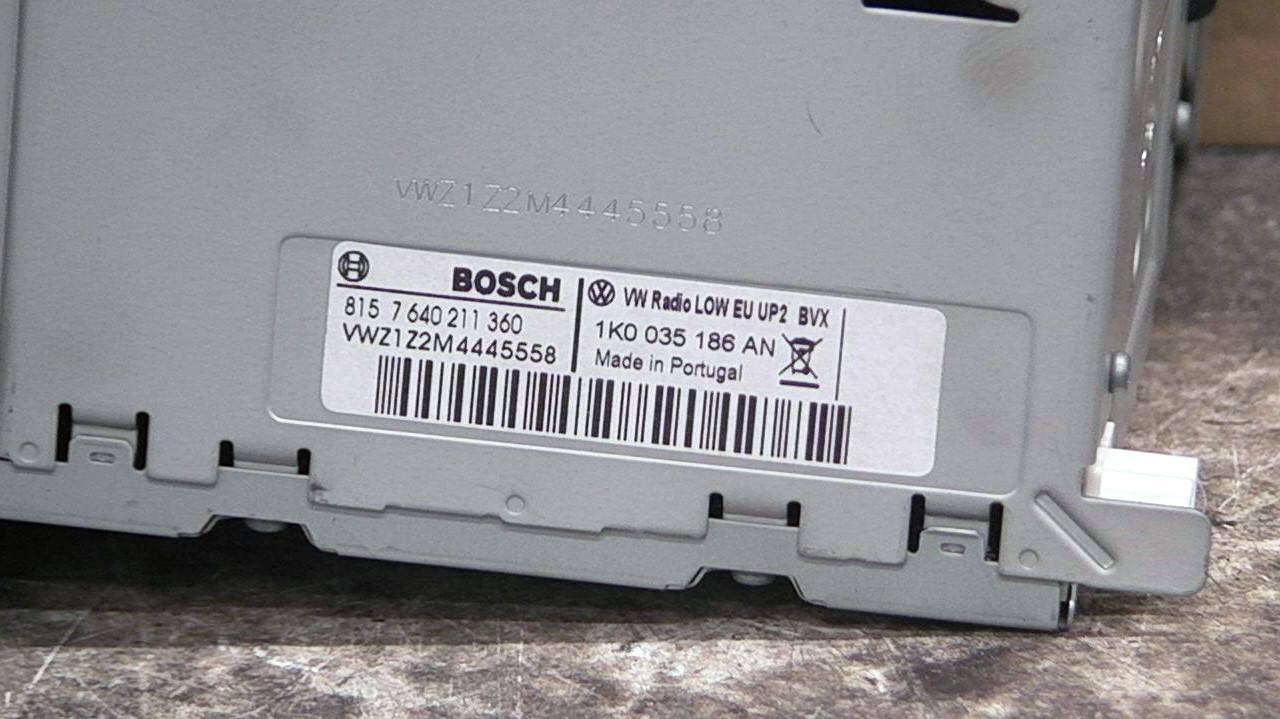 VWZ1Z2M4445558
BOSCH
815 7 640 211 360
VWZ1Z2M4445558
VW Radio LOW EU UP2 BVX
1K0 035 186 AN
Made in Portugal